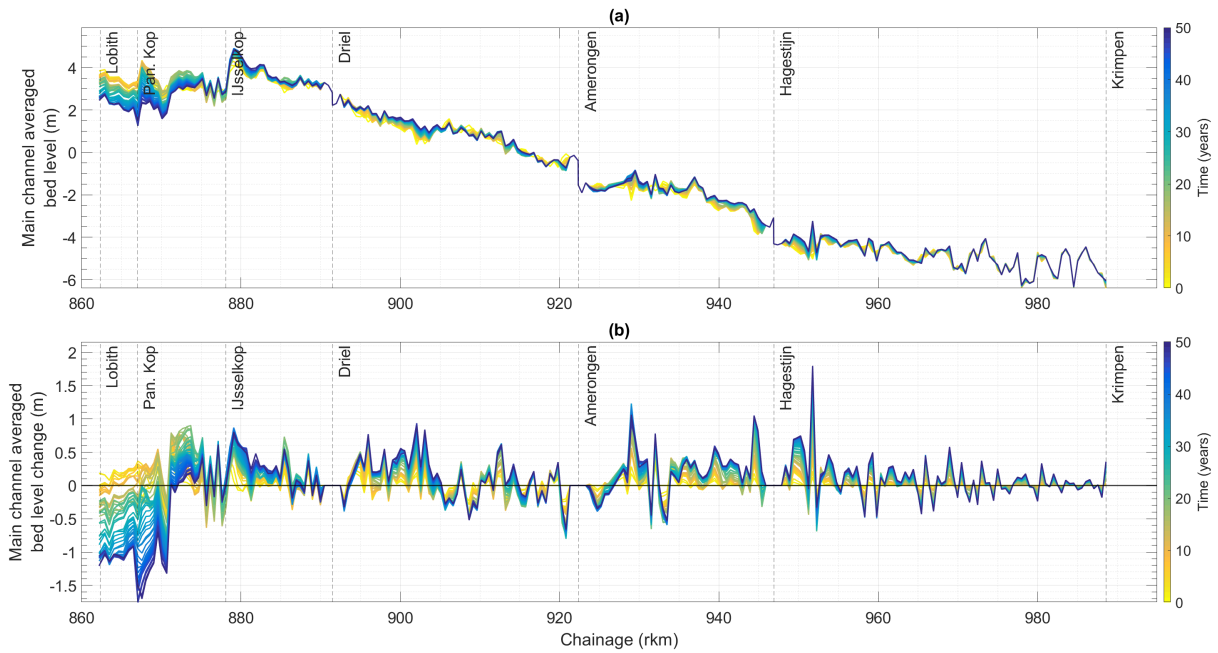 (a)
Main channel averaged
bed level (m)
4
2
0
-2
-4
-6
Lobith
Pan. Kop
IJsselkop
Driel
Amerongen
Hagestijn
Krimpen
860
880
900
920
940
960
980
50
40
30
20
10
0
Time (years)
(b)
Main channel averaged
bed level change (m)
2
1.5
1
0.5
0
-0.5
-1
-1.5
Lobith
Pan. Kop
IJsselkop
Driel
Amerongen
Hagestijn
Krimpen
860
880
900
920
940
960
980
Chainage (rkm)
50
40
30
20
10
0
Time (years)